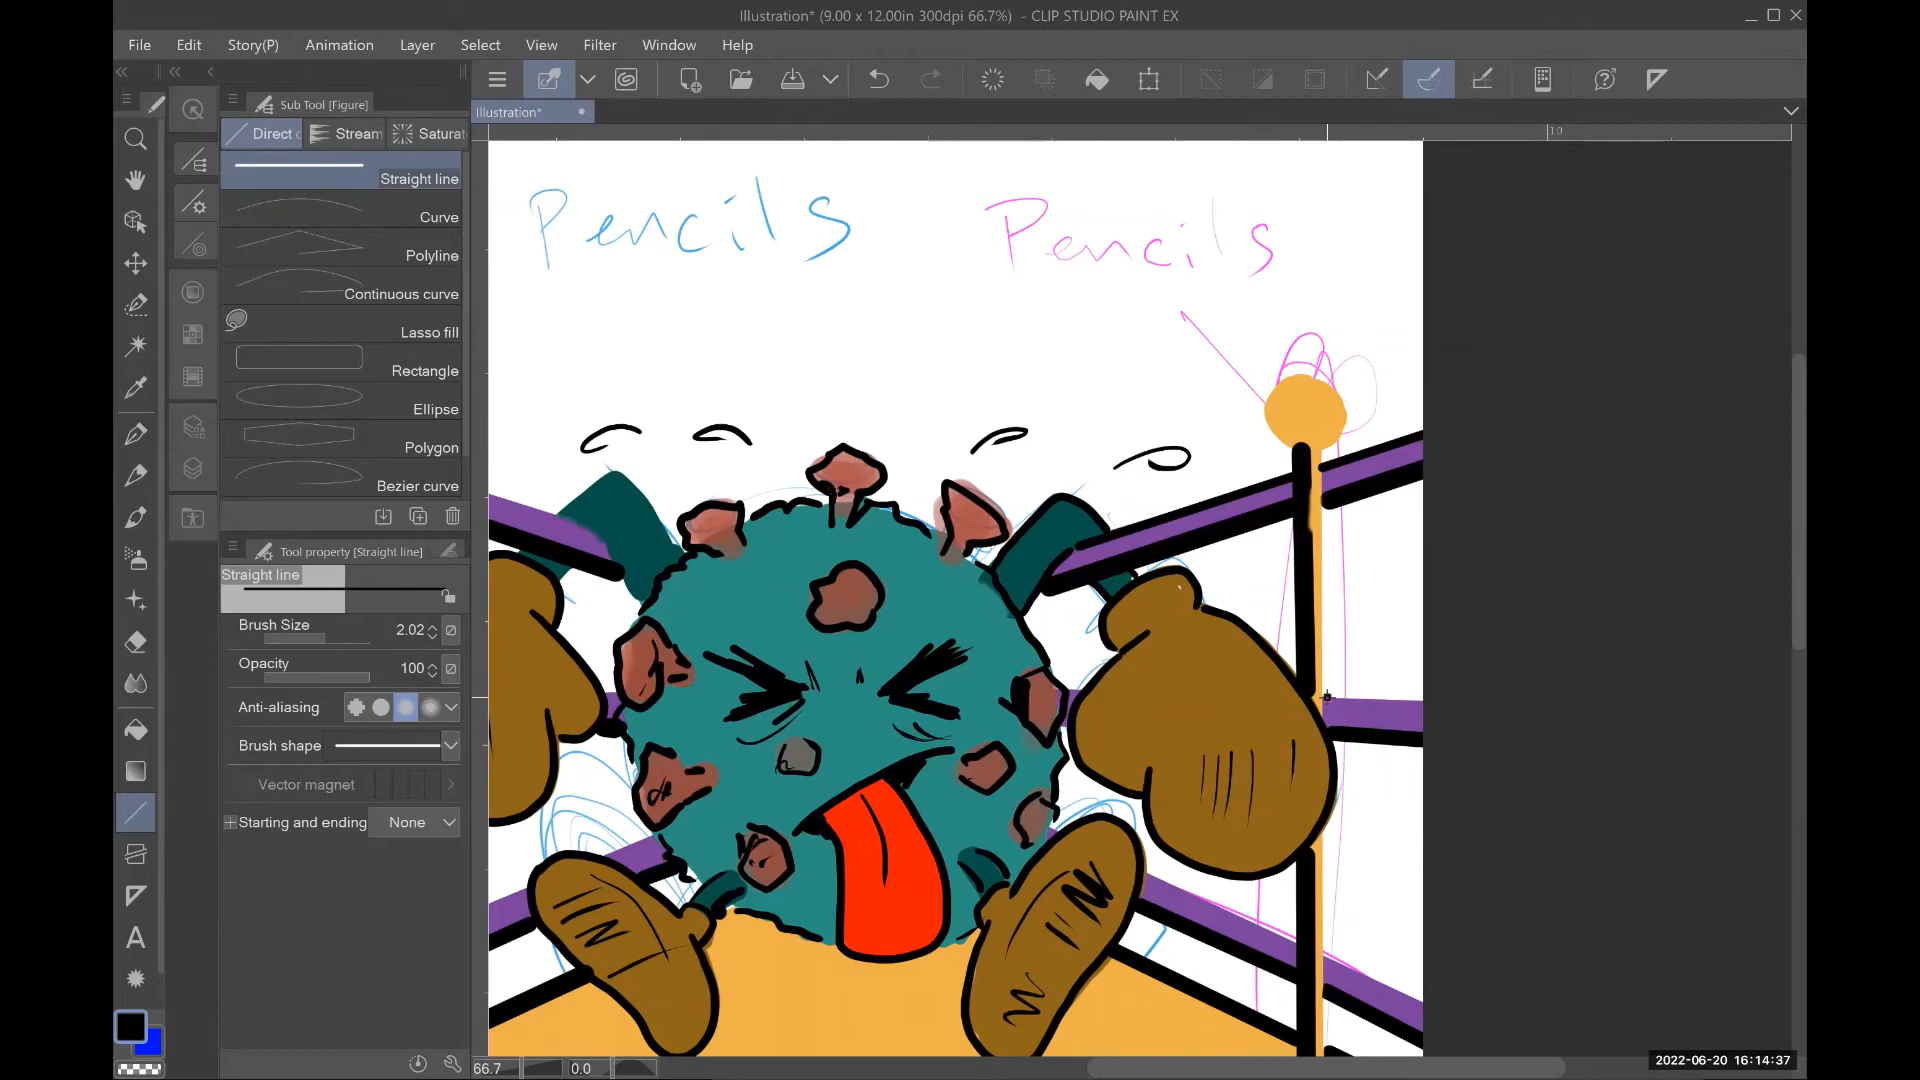 Illustration* (9.00 x 12.00in 300dpi 66.7%) - CLIP STUDIO PAINT EX
File Edit Story(P) Animation Layer Select View Filter Window Help
Sub Tool [Figure]
Illustration*
Direct Stream Satura
10
Straight line
Curve
Polyline
Continuous curve
Lasso fill
Rectangle
Ellipse
Polygon
Bezier curve
Pencils
Pencils
Tool property [Straight line]
Straight line
Brush Size 2.02
Opacity 100
Anti-aliasing
Brush shape
Vector magnet
Starting and ending None
A
66.7 0.0
2022-06-20 16:14:37